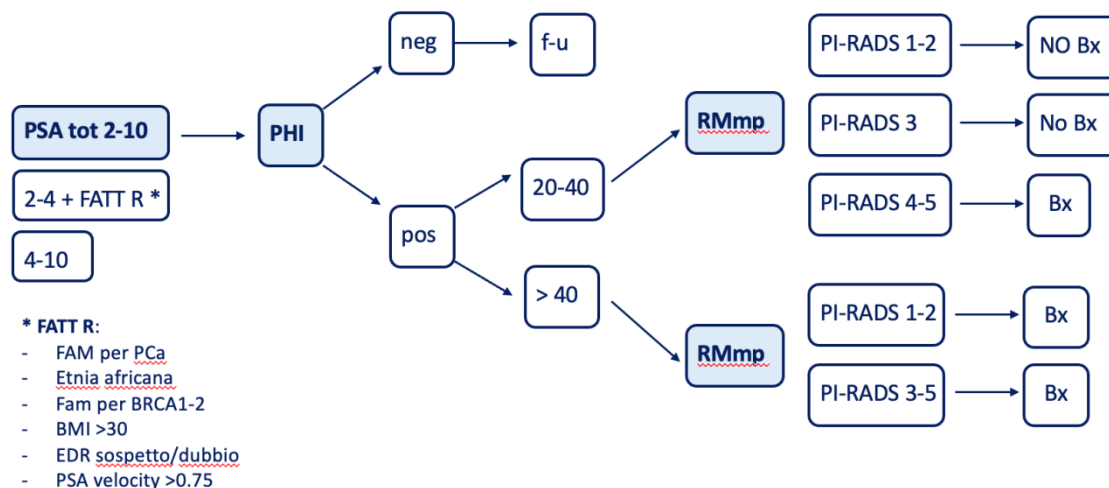 PSA tot 2-10
2-4 + FATT R *
4-10
PHI
neg
f-u
pos
20-40
> 40
RMmp
PI-RADS 1-2
NO Bx
PI-RADS 3
No Bx
PI-RADS 4-5
Bx
RMmp
PI-RADS 1-2
Bx
PI-RADS 3-5
Bx
* FATT R:
- FAM per PCa
- Etnia africana
- Fam per BRCA1-2
- BMI >30
- EDR sospetto/dubbio
- PSA velocity >0.75